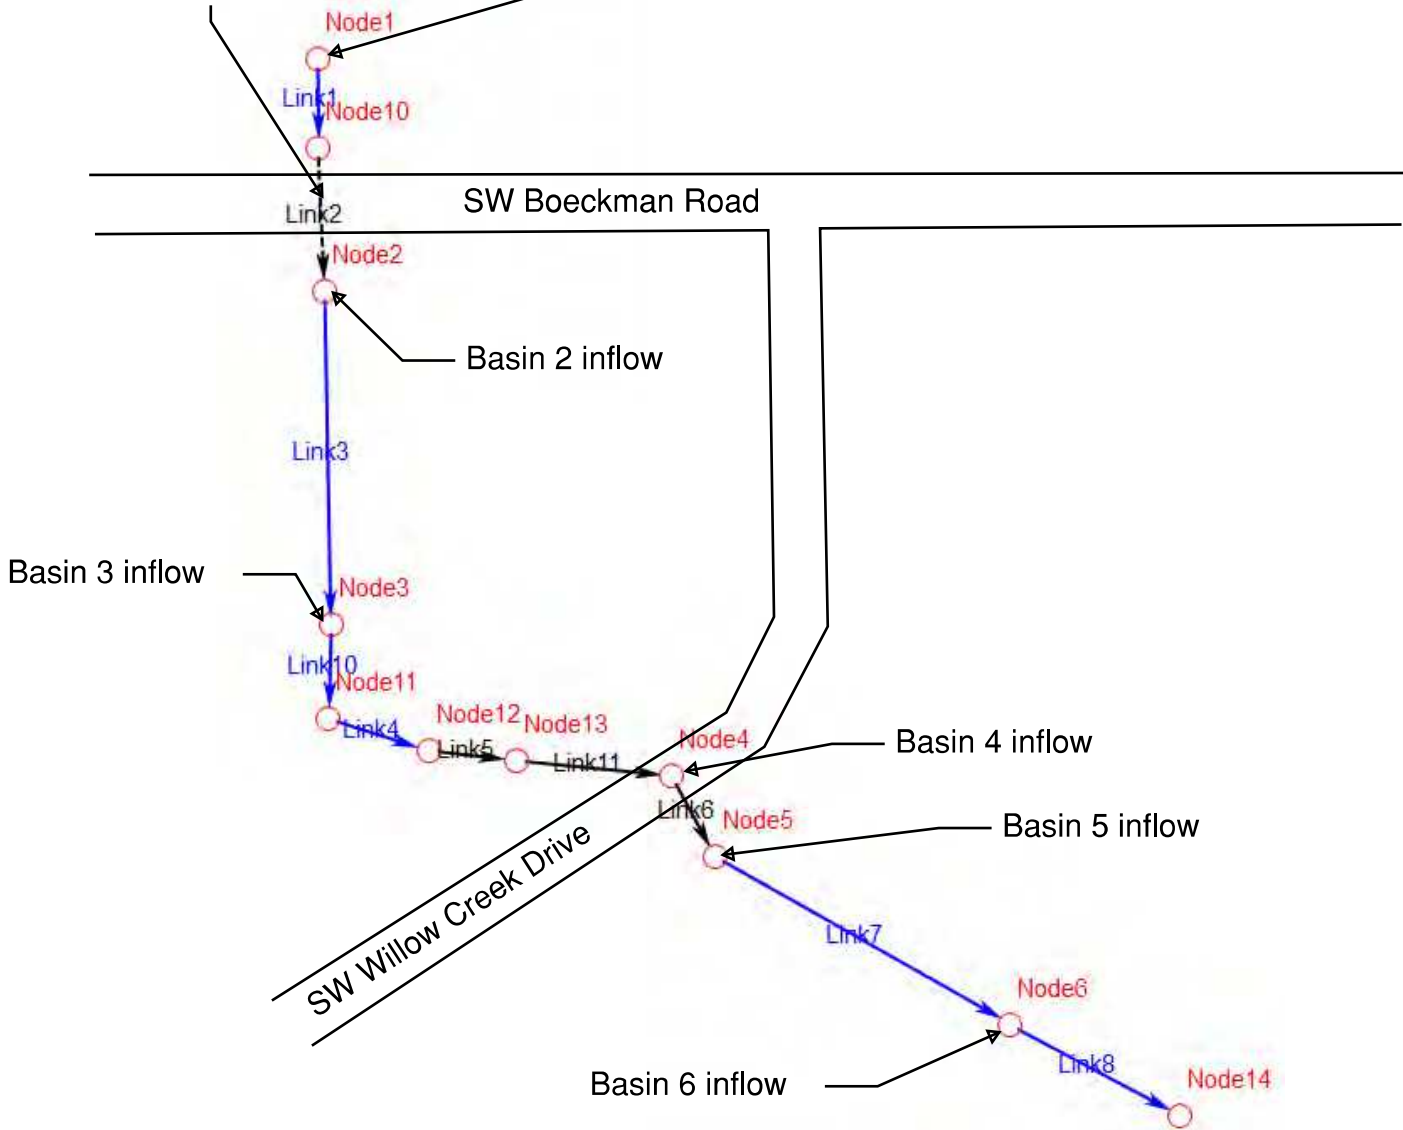 Node1
Link1
Node10
SW Boeckman Road
Link2
Node2
Basin 2 inflow
Link3
Basin 3 inflow
Node3
Link10
Node11
Link4
Node12
Node13
Link5
Link11
Node4
Basin 4 inflow
Link6
Node5
Basin 5 inflow
SW Willow Creek Drive
Link7
Node6
Link8
Basin 6 inflow
Node14